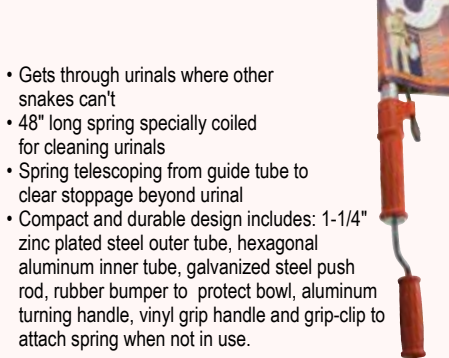 • Gets through urinals where other
snakes can't
• 48" long spring specially coiled
for cleaning urinals
• Spring telescoping from guide tube to
clear stoppage beyond urinal
• Compact and durable design includes: 1-1/4"
zinc plated steel outer tube, hexagonal
aluminum inner tube, galvanized steel push
rod, rubber bumper to protect bowl, aluminum
turning handle, vinyl grip handle and grip-clip to
attach spring when not in use.